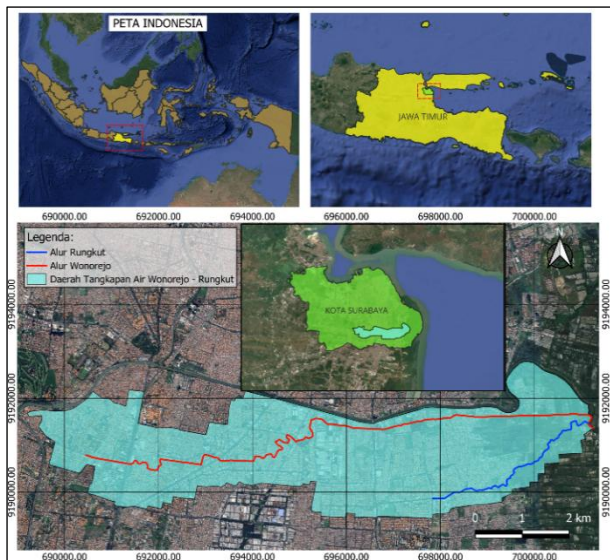 PETA INDONESIA
JAWA TIMUR
690000.00 692000.00 694000.00 696000.00 698000.00 700000.00
Legenda:
Alur Rungkut
Alur Wonorejo
Daerah Tangkapan Air Wonorejo - Rungkut
KOTA SURABAYA
9194000.00 9194000.00
9192000.00 9192000.00
9190000.00 9190000.00
0 1 2 km
690000.00 692000.00 694000.00 696000.00 698000.00 700000.00